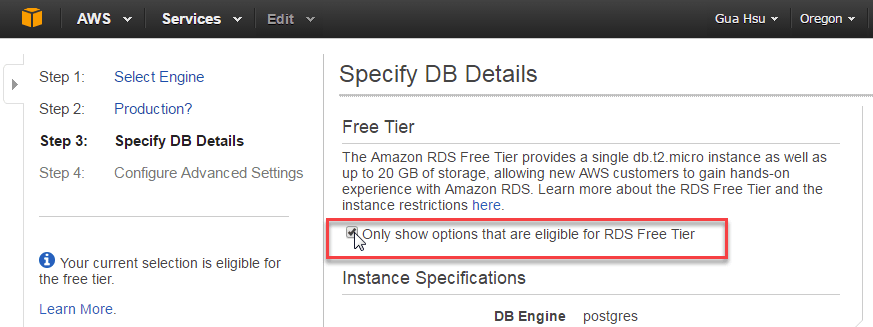 AWS Services Edit Gua Hsu Oregon
Step 1: Select Engine
Step 2: Production?
Step 3: Specify DB Details
Step 4: Configure Advanced Settings
Your current selection is eligible for
the free tier.
Learn More.
Specify DB Details
Free Tier
The Amazon RDS Free Tier provides a single db.t2.micro instance as well as
up to 20 GB of storage, allowing new AWS customers to gain hands-on
experience with Amazon RDS. Learn more about the RDS Free Tier and the
instance restrictions here.
Only show options that are eligible for RDS Free Tier
Instance Specifications
DB Engine postgres